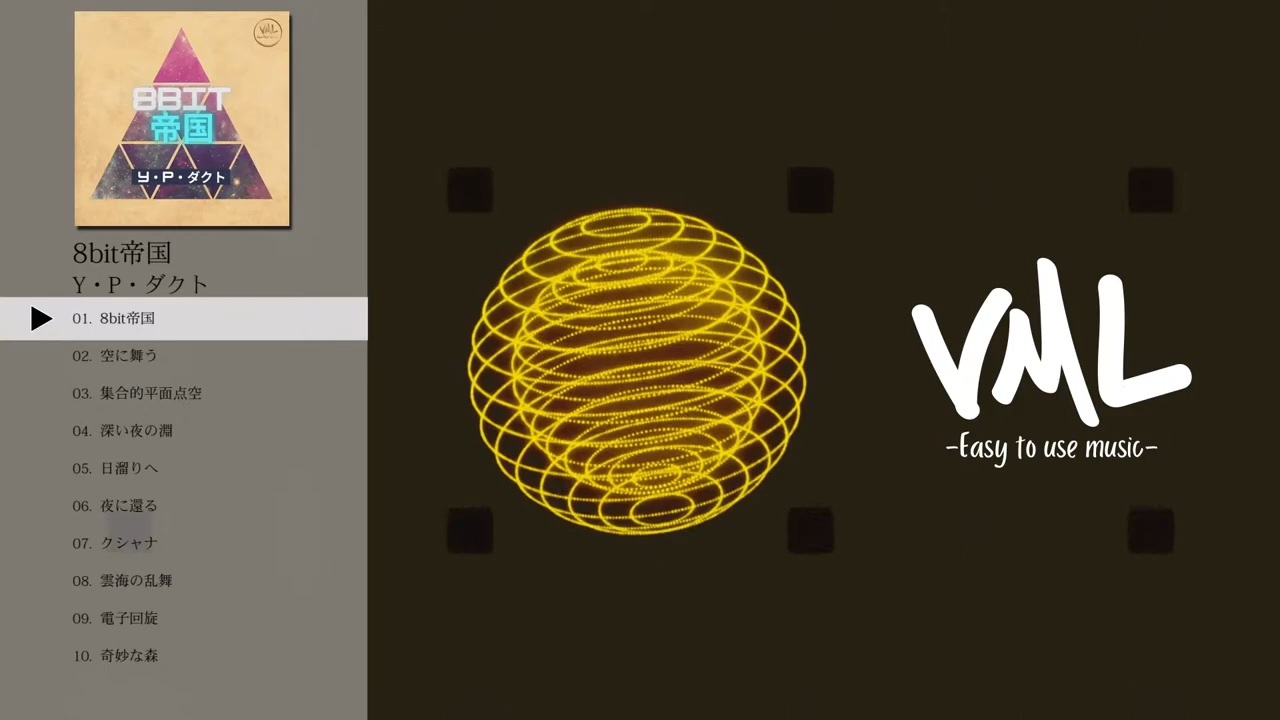 VML
8BIT
帝国
Y・P・ダクト
8bit帝国
Y・P・ダクト
01. 8bit帝国
02. 空に舞う
03. 集合的平面点空
04. 深い夜の淵
05. 日溜りへ
06. 夜に還る
07. クシャナ
08. 雲海の乱舞
09. 電子回旋
10. 奇妙な森
VML
-Easy to use music-